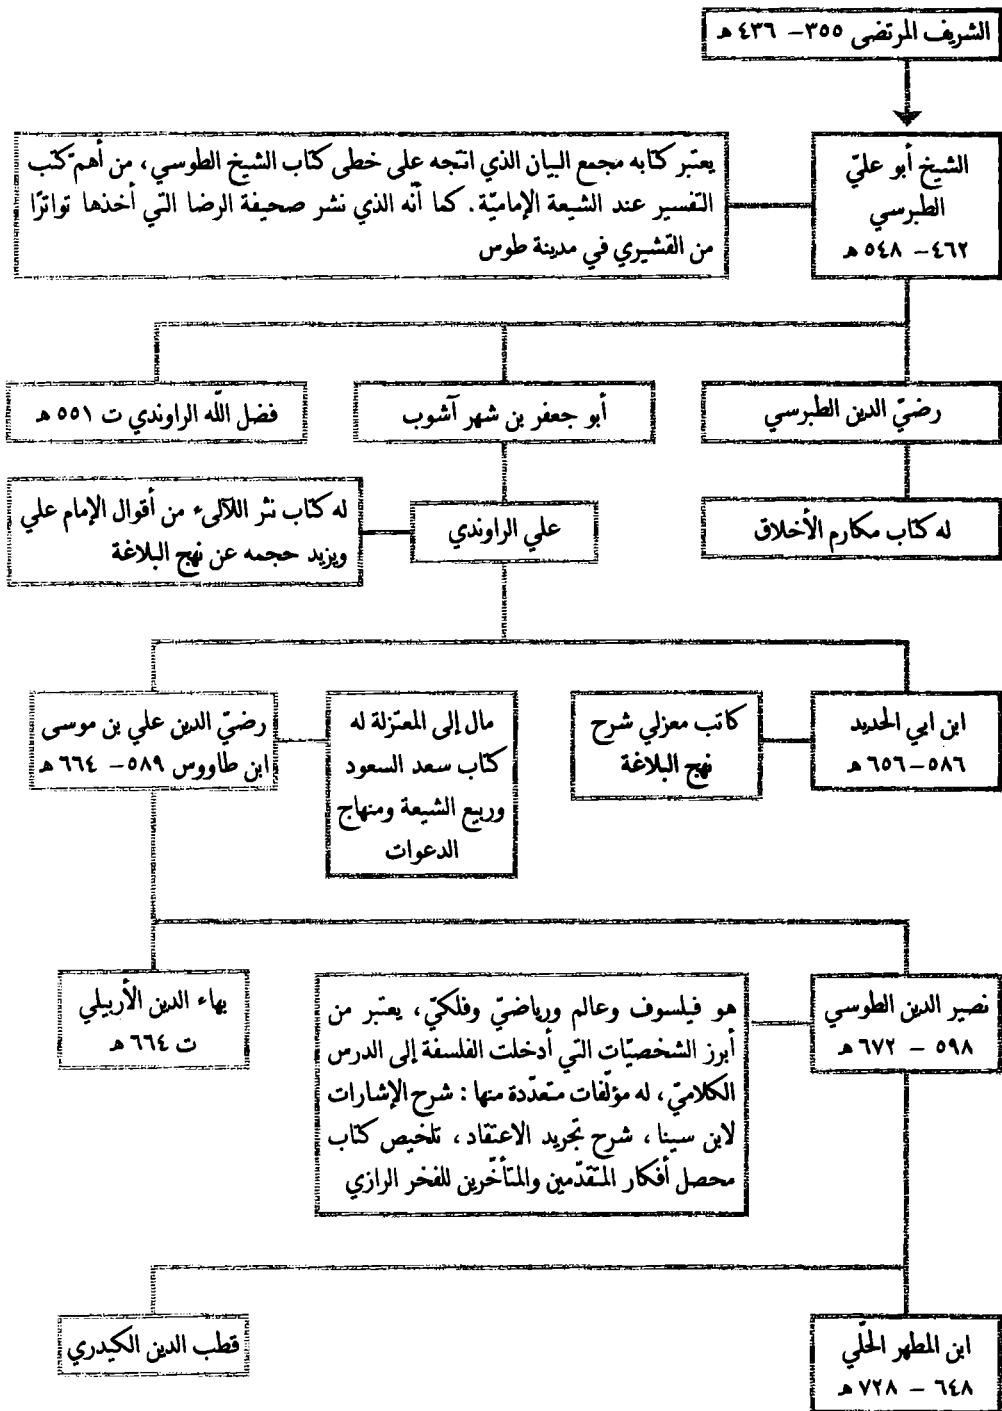 الشريف المرتضى ٣٥٥– ٤٣٦ هـ
الشيخ أبو عليّ
الطبرسي
٤٦٢– ٥٤٨ هـ
يعتبر كتابه مجمع البيان الذي انتجه على خطى كتاب الشيخ الطوسي، من أهمّ كتب
التفسير عند الشيعة الإماميّة. كما أنّه الذي نشر صحيفة الرضا التي أخذها تواترًا
من القشيري في مدينة طوس
رضيّ الدين الطبرسي
أبو جعفر بن شهر آشوب
فضل اللّه الراوندي ت ٥٥١ هـ
له كتاب مكارم الأخلاق
علي الراوندي
له كتاب نثر اللآلىء من أقوال الإمام علي
ويزيد حجمه عن نهج البلاغة
ابن ابي الحديد
٥٨٦–٦٥٦ هـ
كاتب معزلي شرح
نهج البلاغة
مال إلى المعتزلة له
كتاب سعد السعود
وربيع الشيعة ومنهاج
الدعوات
رضيّ الدين علي بن موسى
ابن طاووس ٥٨٩– ٦٦٤ هـ
نصير الدين الطوسي
٥٩٨ – ٦٧٢ هـ
هو فيلسوف وعالم ورياضيّ وفلكيّ، يعتبر من
أبرز الشخصيّات التي أدخلت الفلسفة إلى الدرس
الكلاميّ، له مؤلّفات متعدّدة منها: شرح الإشارات
لابن سينا، شرح تجريد الاعتقاد، تلخيص كتاب
محصل أفكار المتقدّمين والمتأخّرين للفخر الرازي
بهاء الدين الأربيلي
ت ٦٦٤ هـ
ابن المطهر الحلّي
٦٤٨ – ٧٢٨ هـ
قطب الدين الكيدري